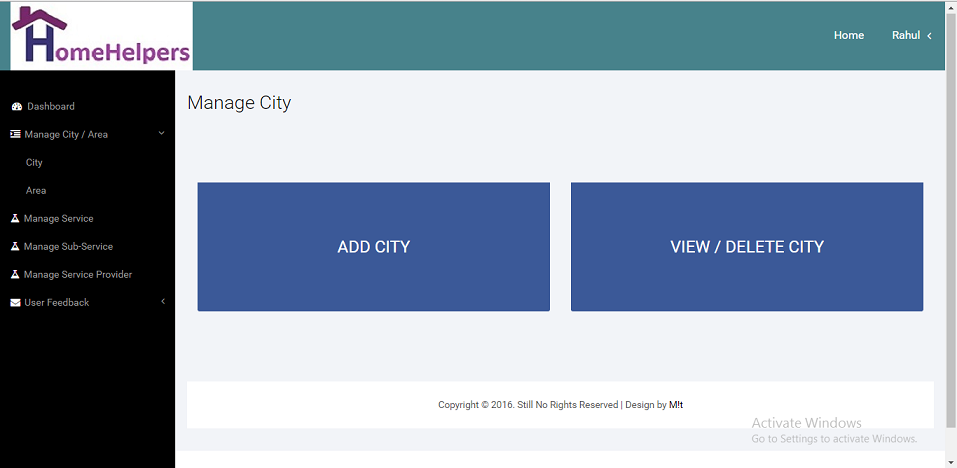 HomeHelpers
Home
Rahul
Dashboard
Manage City / Area
City
Area
Manage Service
Manage Sub-Service
Manage Service Provider
User Feedback
Manage City
ADD CITY
VIEW / DELETE CITY
Copyright © 2016. Still No Rights Reserved | Design by M!t
Activate Windows
Go to Settings to activate Windows.